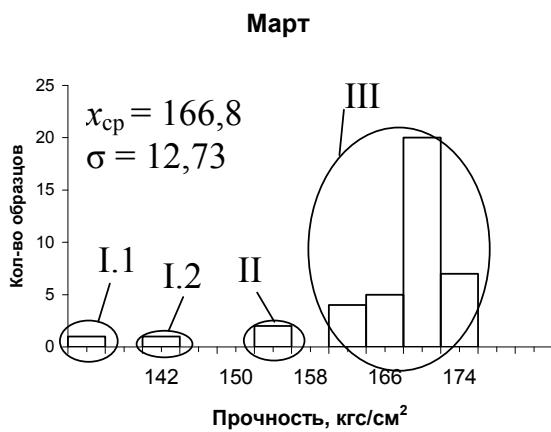 Март
Кол-во образцов
25
20
15
10
5
0
xср = 166,8
σ = 12,73
I.1
I.2
II
III
142 150 158 166 174
Прочность, кгс/см²